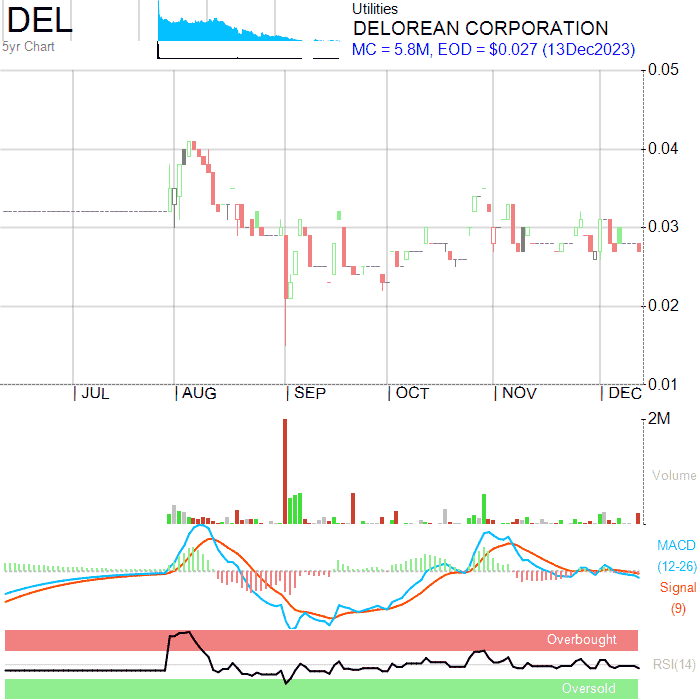 DEL
5yr Chart
Utilities
DELOREAN CORPORATION
MC = 5.8M, EOD = $0.027 (13Dec2023)
0.05
0.04
0.03
0.02
0.01
JUL AUG SEP OCT NOV DEC
2M
Volume
MACD
(12-26)
Signal
(9)
Overbought
RSI(14)
Oversold